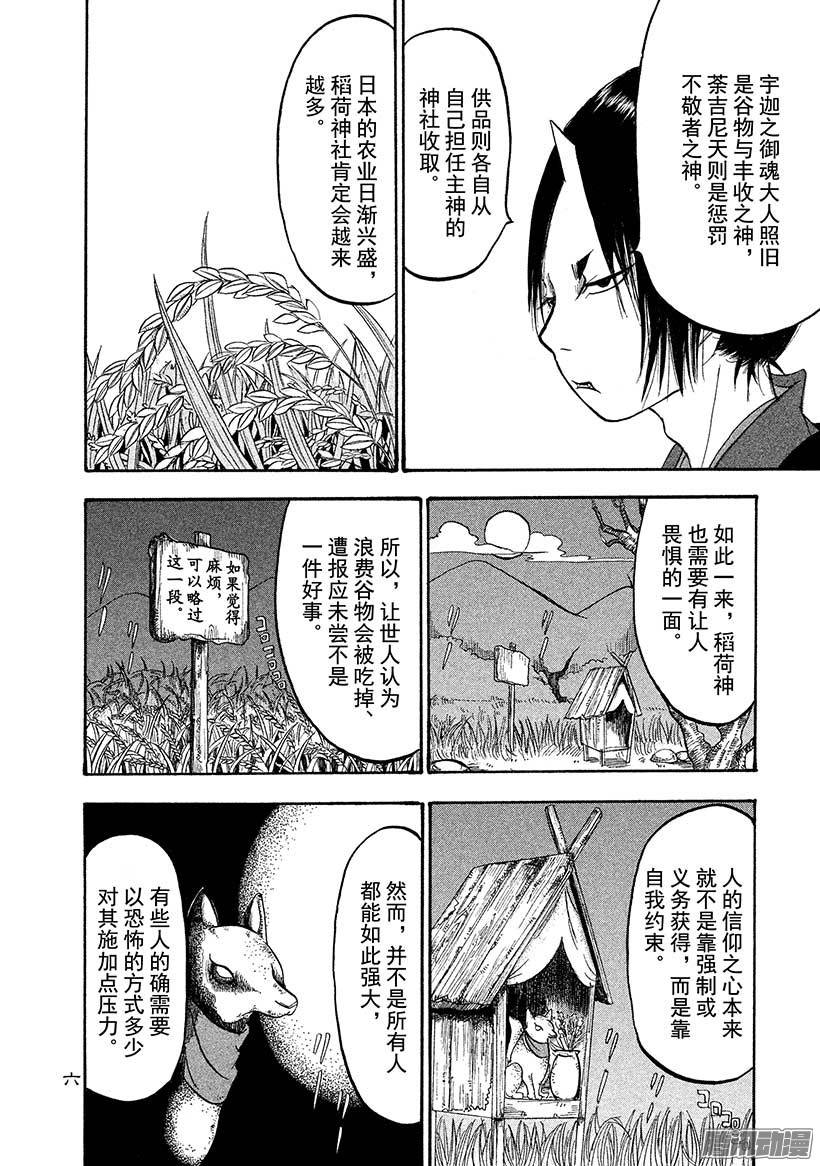 宇迦之御魂大人照旧
是谷物与丰收之神，
荼吉尼天则是惩罚
不敬者之神。
供品则各自从
自己担任主神的
神社收取。
日本的农业日渐兴盛，
稻荷神社肯定会越来
越多。
如此一来，稻荷神
也需要有让人
畏惧的一面。
所以，让世人认为
浪费谷物会被吃掉、
遭报应未尝不是
一件好事。
如果觉得
麻烦，
可以略过
这一段。
コロコロコロ
人的信仰之心本来
就不是靠强制或
义务获得，而是靠
自我约束。
コロコロ
然而，并不是所有人
都能如此强大，
有些人的确需要
以恐怖的方式多少
对其施加点压力。
六
腾讯动漫